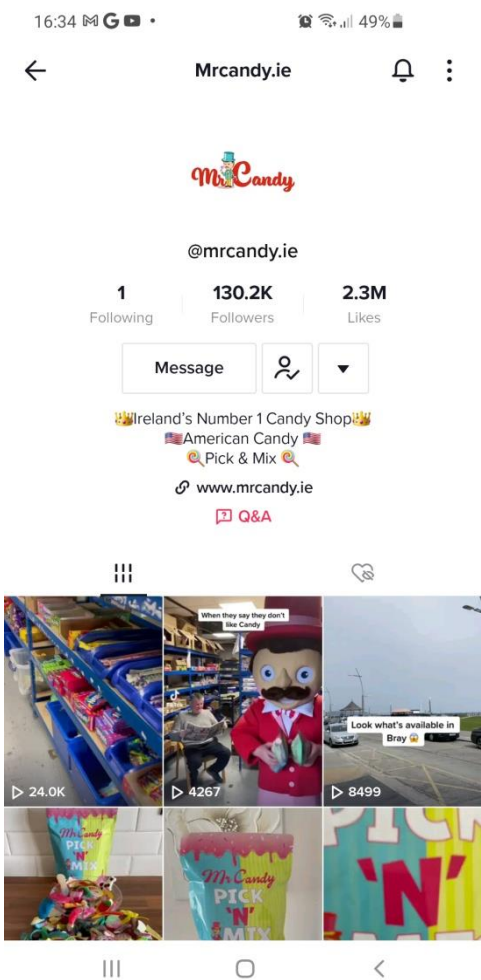 16:34 • 49%
Mrcandy.ie
Mr Candy
@mrcandy.ie
1 130.2K 2.3M
Following Followers Likes
Message
👑Ireland's Number 1 Candy Shop👑
🇺🇸American Candy 🇺🇸
🍭Pick & Mix 🍭
www.mrcandy.ie
Q&A
When they say they don't
like Candy
Look what's available in
Bray 😱
24.0K 4267 8499
Mr Candy
PICK
'N'
MIX
Mr Candy
PICK
'N'
MIX
PICK
'N'